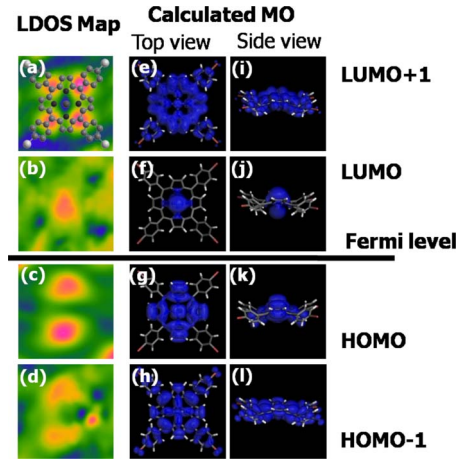 LDOS Map
Calculated MO
Top view
Side view
(a)
(e)
(i)
LUMO+1
(b)
(f)
(j)
LUMO
Fermi level
(c)
(g)
(k)
HOMO
(d)
(h)
(l)
HOMO-1